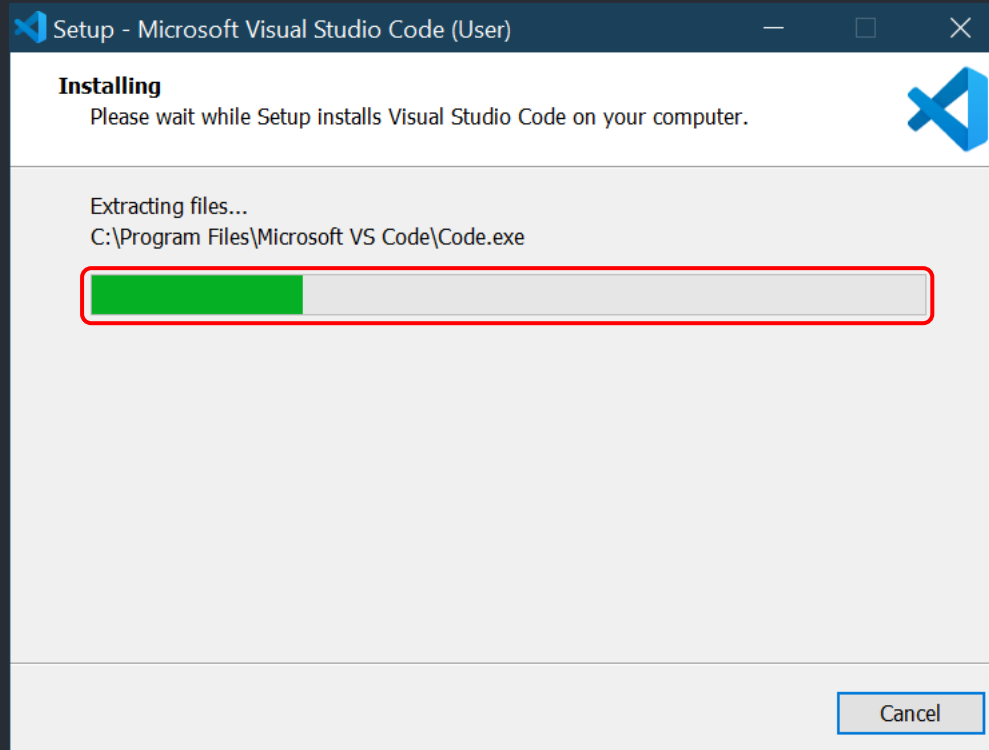 Setup - Microsoft Visual Studio Code (User)
Installing
Please wait while Setup installs Visual Studio Code on your computer.
Extracting files...
C:\Program Files\Microsoft VS Code\Code.exe
Cancel